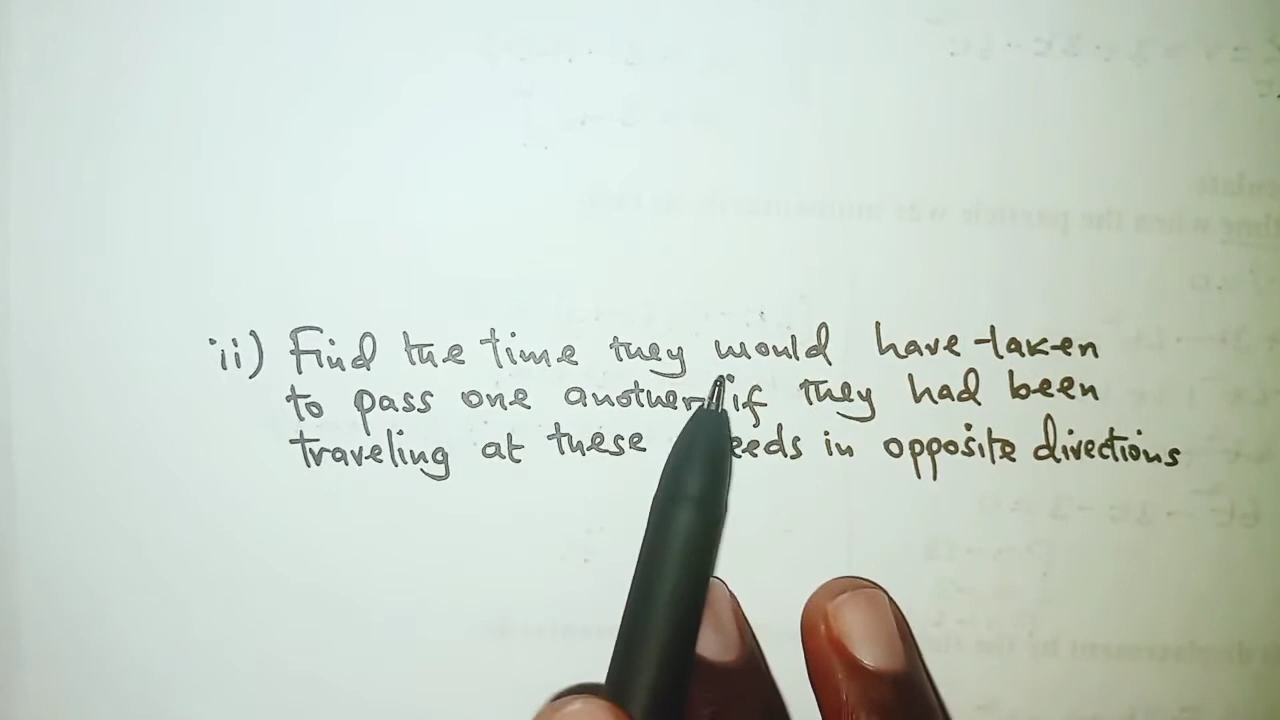 ii) Find the time they would have taken
to pass one another if they had been
traveling at these eeds in opposite directions